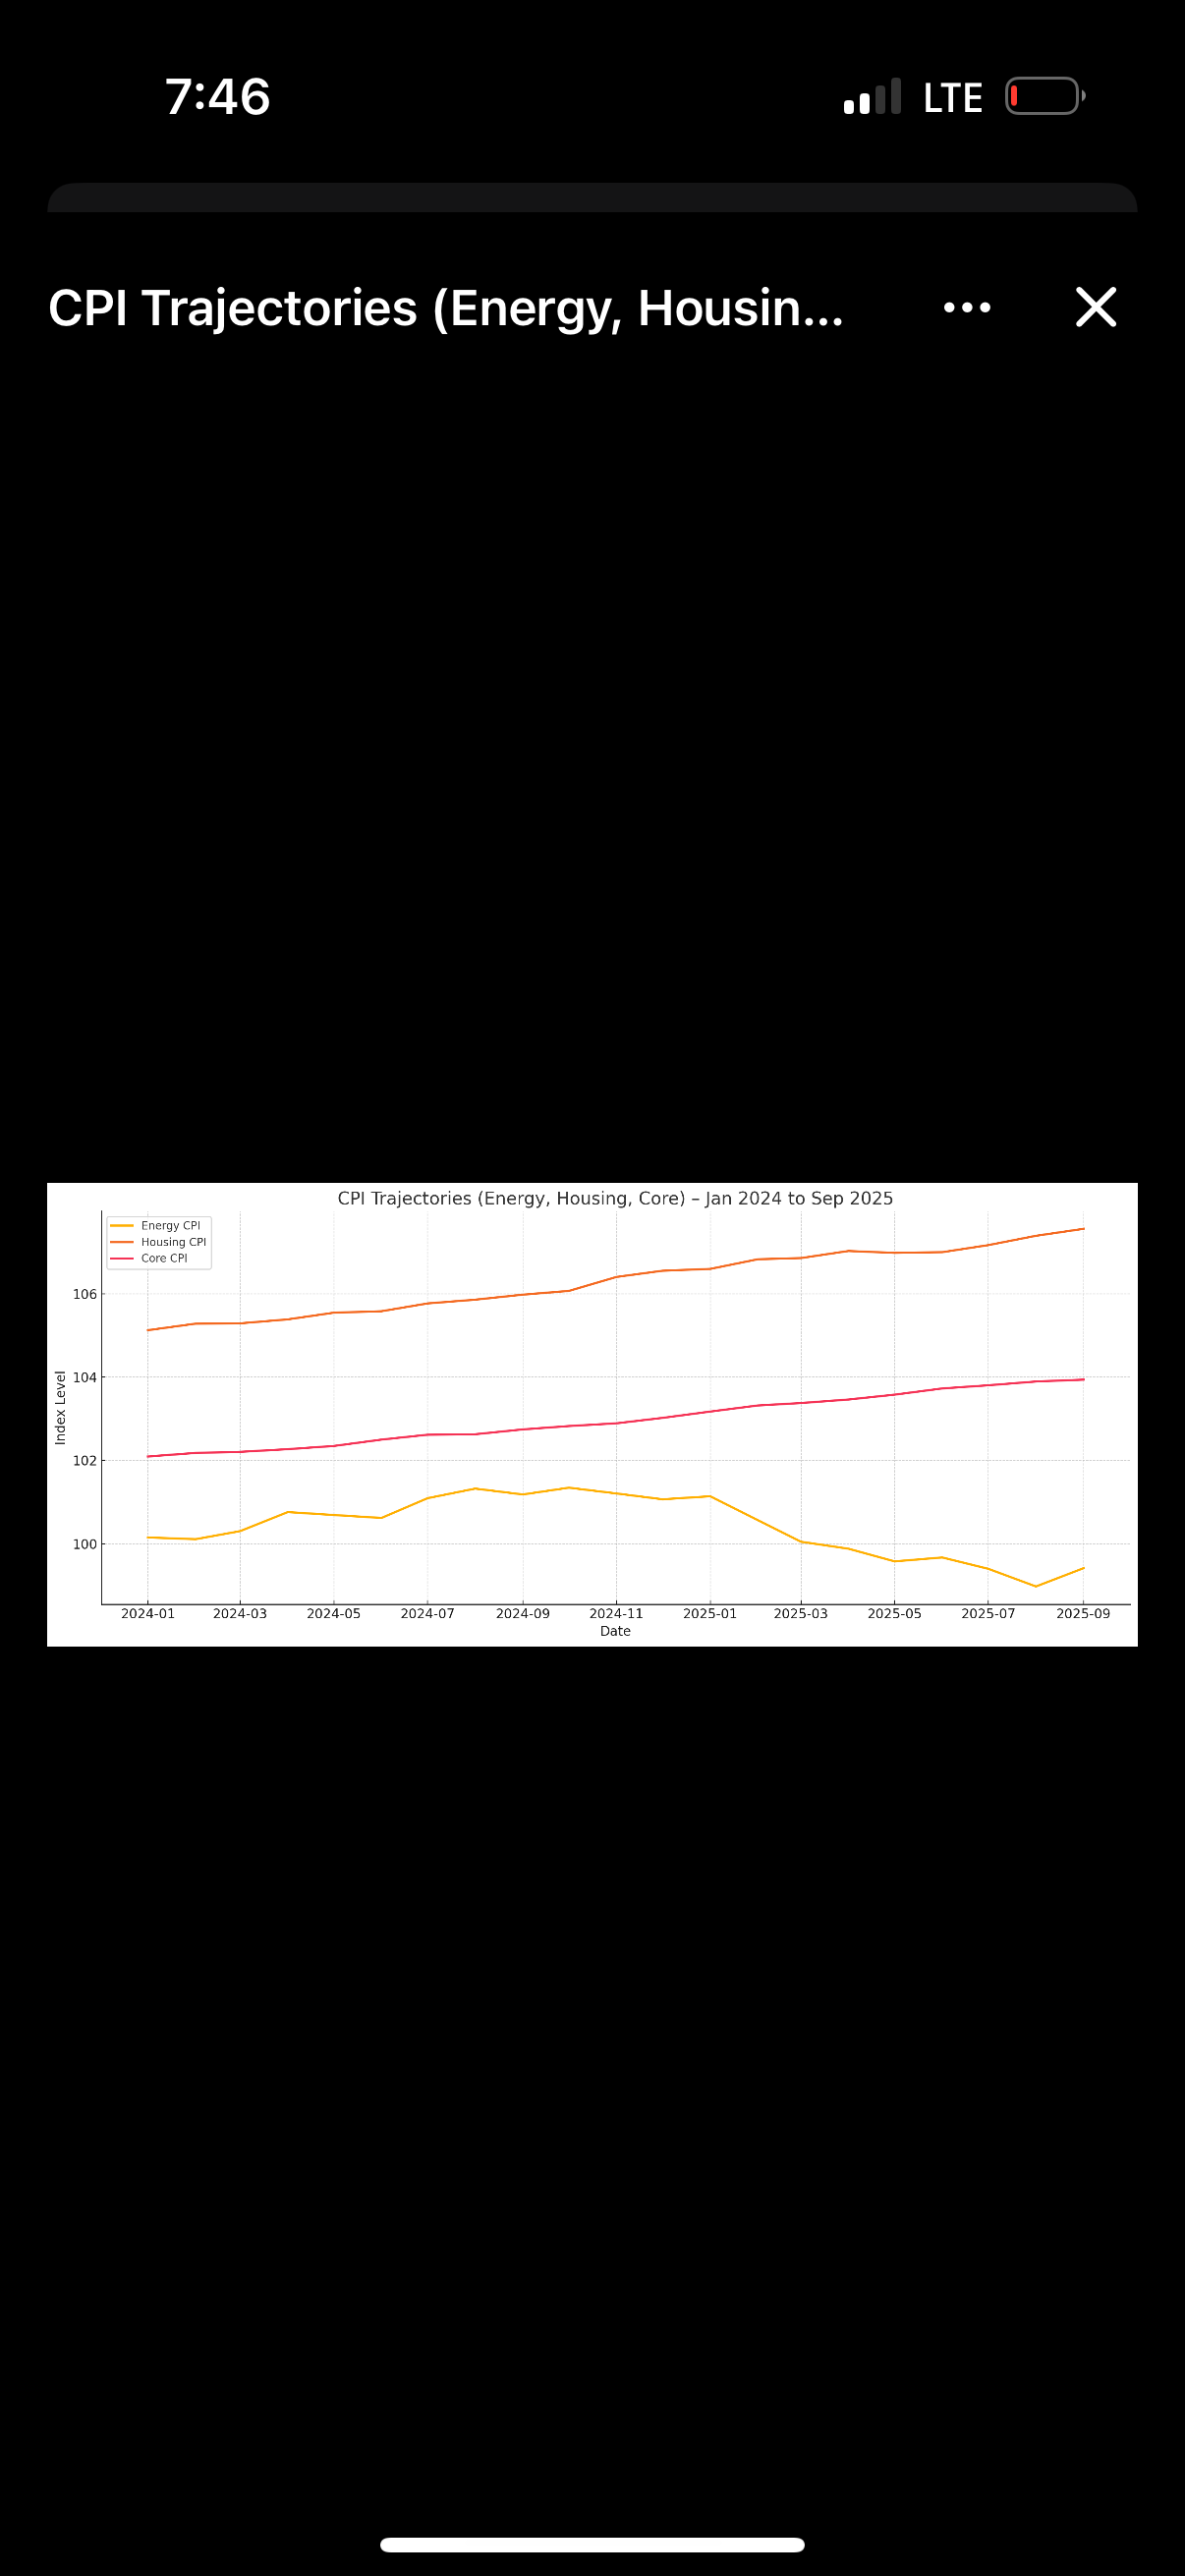 7:46 LTE
CPI Trajectories (Energy, Housin...
CPI Trajectories (Energy, Housing, Core) – Jan 2024 to Sep 2025
Energy CPI
Housing CPI
Core CPI
Index Level
106
104
102
100
2024-01 2024-03 2024-05 2024-07 2024-09 2024-11 2025-01 2025-03 2025-05 2025-07 2025-09
Date